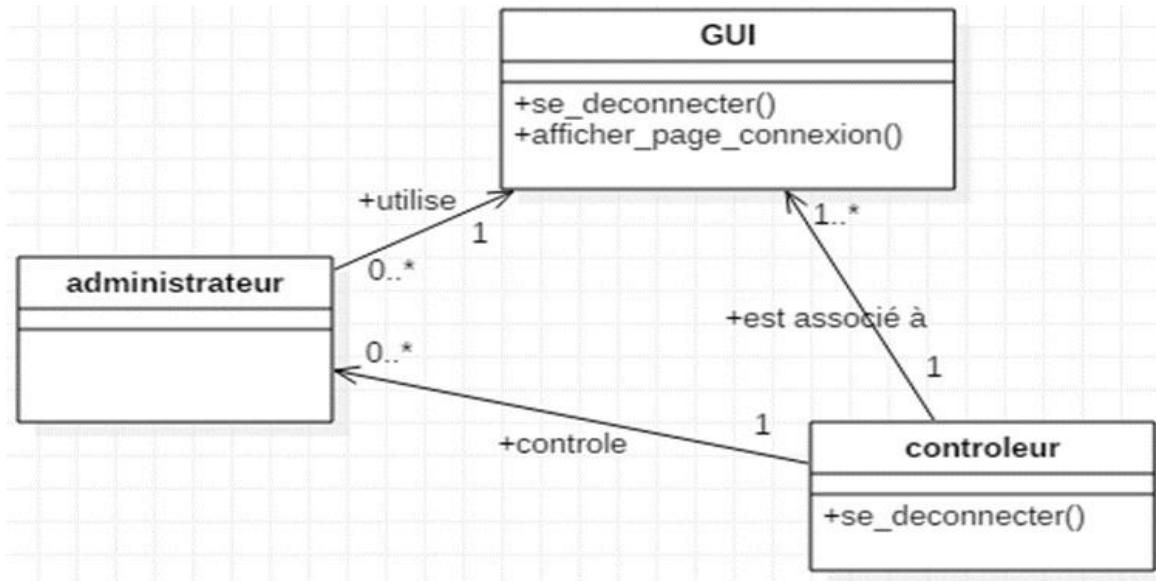 GUI
+se_deconnecter()
+afficher_page_connexion()
+utilise
1
0..*
1..*
administrateur
+est associé à
0..*
1
1
+controle
controleur
+se_deconnecter()